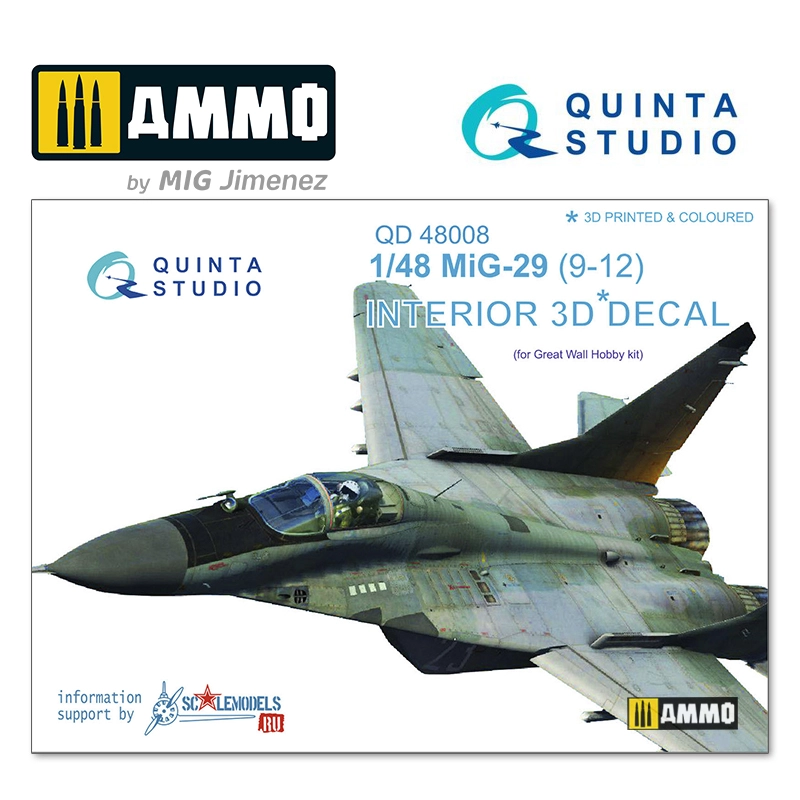 AMMO
by MIG Jimenez
QUINTA
STUDIO
* 3D PRINTED & COLOURED
QUINTA
STUDIO
QD 48008
1/48 MiG-29 (9-12)
INTERIOR 3D* DECAL
(for Great Wall Hobby kit)
23
information
support by
SCALEMODELS
RU
AMMO